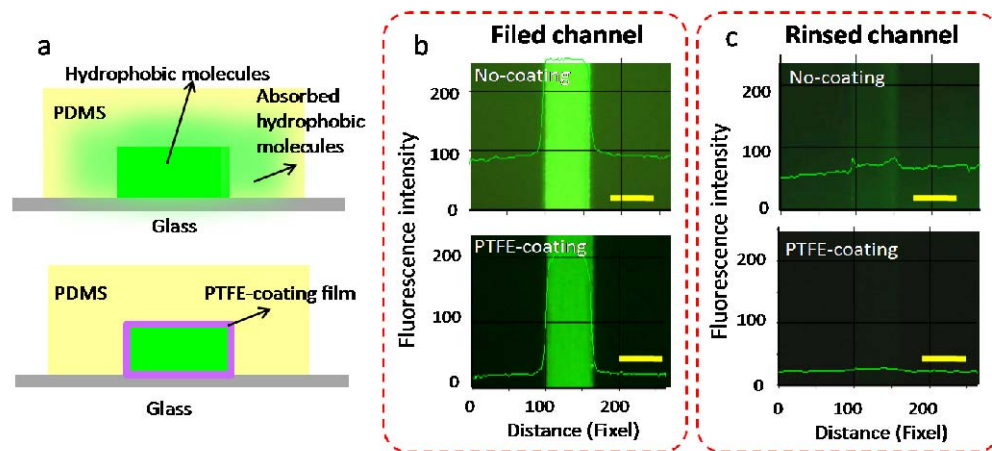 a
Hydrophobic molecules
PDMS
Absorbed
hydrophobic
molecules
Glass
PDMS
PTFE-coating film
Glass
b
Filed channel
No-coating
200
100
0
PTFE-coating
200
100
0
Fluorescence intensity
0
100
200
Distance (Fixel)
c
Rinsed channel
No-coating
200
100
0
PTFE-coating
200
100
0
Fluorescence intensity
0
100
200
Distance (Fixel)